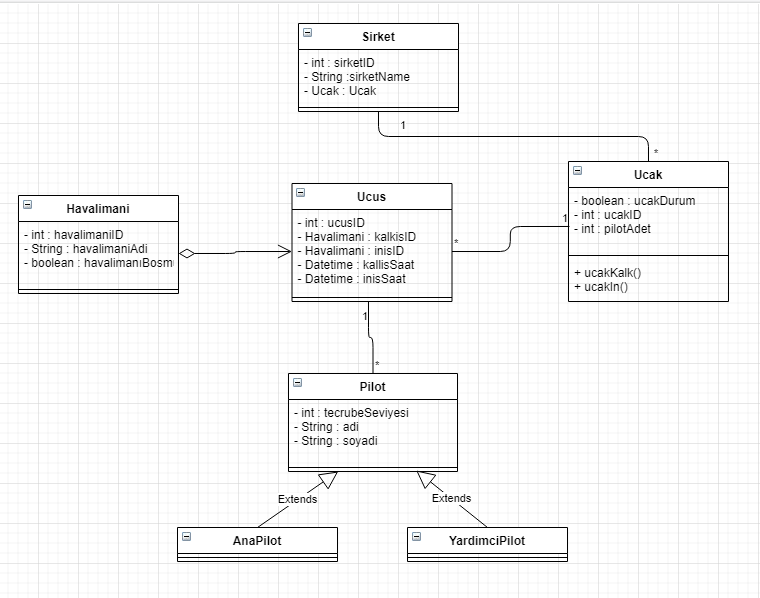 Sirket
- int : sirketID
- String :sirketName
- Ucak : Ucak
1
*
Ucak
- boolean : ucakDurum
- int : ucakID
- int : pilotAdet
+ ucakKalk()
+ ucakIn()
Havalimani
- int : havalimaniID
- String : havalimaniAdi
- boolean : havalimanıBosm
Ucus
- int : ucusID
- Havalimani : kalkisID
- Havalimani : inisID
- Datetime : kallisSaat
- Datetime : inisSaat
*
1
1
*
Pilot
- int : tecrubeSeviyesi
- String : adi
- String : soyadi
Extends
Extends
AnaPilot
YardimciPilot